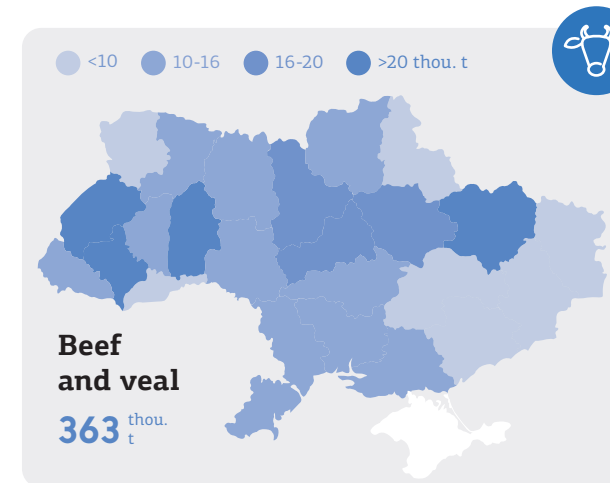 <10 10-16 16-20 >20 thou. t
Beef
and veal
363 thou.
t